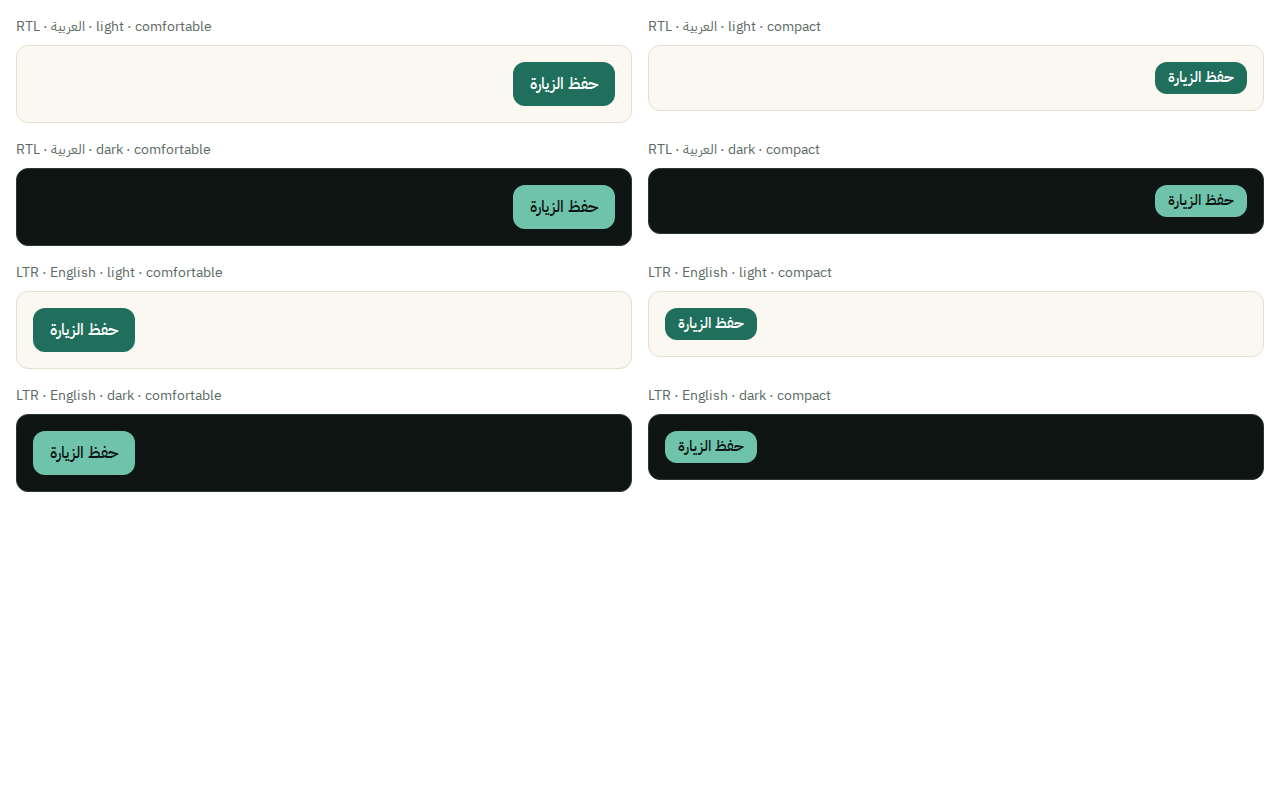 RTL · العربية · light · comfortable
حفظ الزيارة
RTL · العربية · light · compact
حفظ الزيارة
RTL · العربية · dark · comfortable
حفظ الزيارة
RTL · العربية · dark · compact
حفظ الزيارة
LTR · English · light · comfortable
حفظ الزيارة
LTR · English · light · compact
حفظ الزيارة
LTR · English · dark · comfortable
حفظ الزيارة
LTR · English · dark · compact
حفظ الزيارة